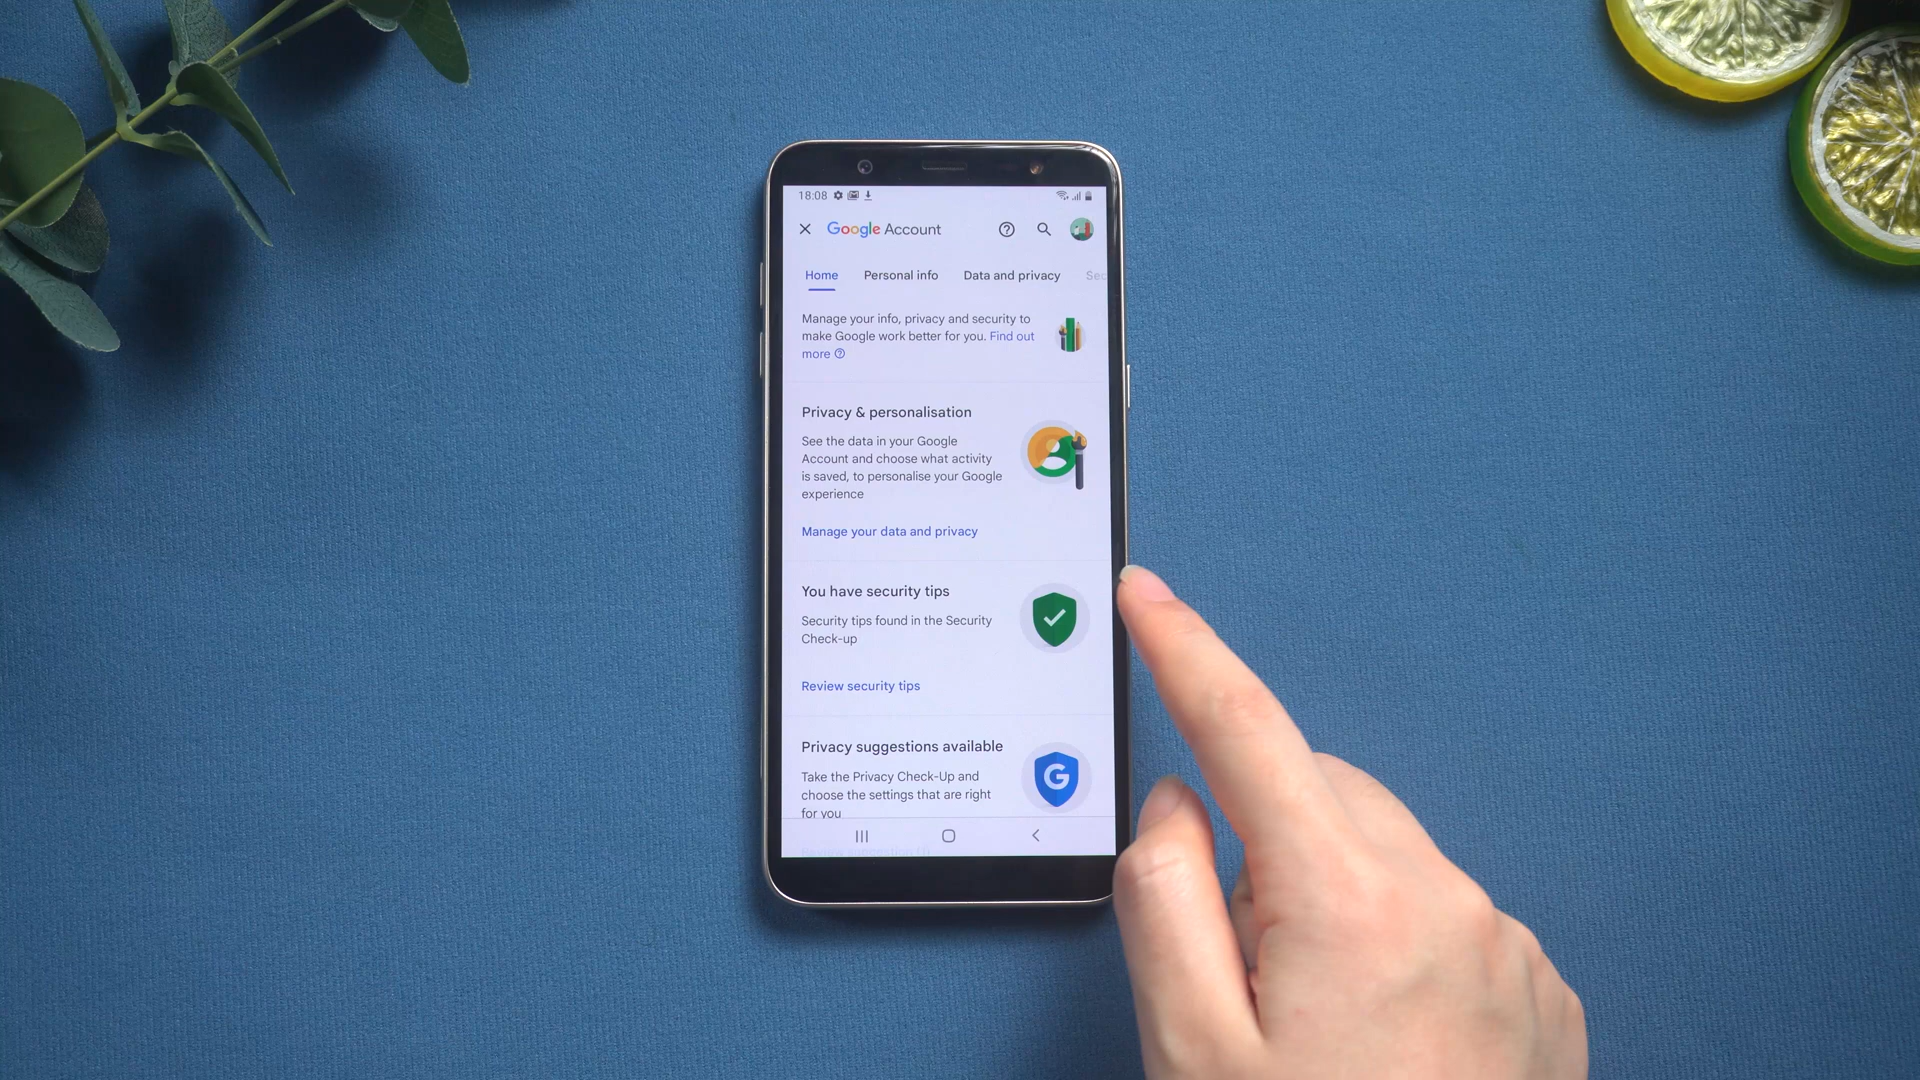 18:08
Google Account
Home Personal info Data and privacy Sec
Manage your info, privacy and security to
make Google work better for you. Find out
more
Privacy & personalisation
See the data in your Google
Account and choose what activity
is saved, to personalise your Google
experience
Manage your data and privacy
You have security tips
Security tips found in the Security
Check-up
Review security tips
Privacy suggestions available
Take the Privacy Check-Up and
choose the settings that are right
for you
G